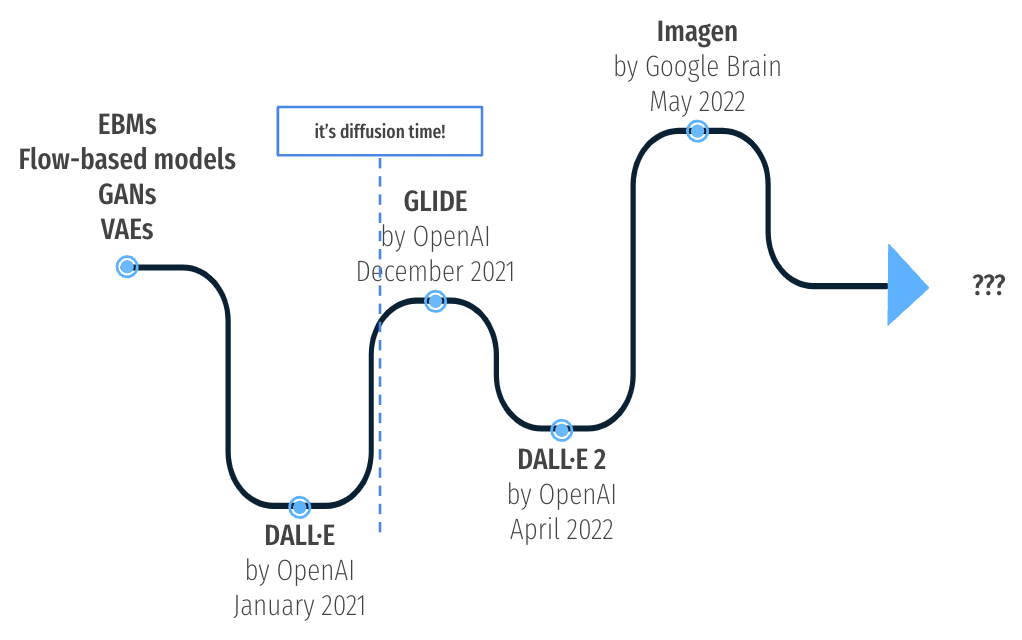 EBMs
Flow-based models
GANs
VAEs
DALL·E
by OpenAI
January 2021
it's diffusion time!
GLIDE
by OpenAI
December 2021
DALL·E 2
by OpenAI
April 2022
Imagen
by Google Brain
May 2022
???